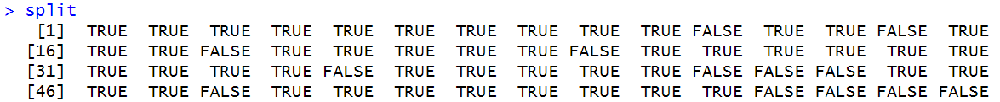 > split
[1] TRUE TRUE TRUE TRUE TRUE TRUE TRUE TRUE TRUE TRUE FALSE TRUE TRUE FALSE TRUE
[16] TRUE TRUE FALSE TRUE TRUE TRUE TRUE TRUE FALSE TRUE TRUE TRUE TRUE TRUE TRUE
[31] TRUE TRUE TRUE TRUE FALSE TRUE TRUE TRUE TRUE TRUE FALSE FALSE FALSE TRUE TRUE
[46] TRUE TRUE FALSE TRUE TRUE TRUE TRUE TRUE TRUE TRUE TRUE FALSE FALSE FALSE FALSE